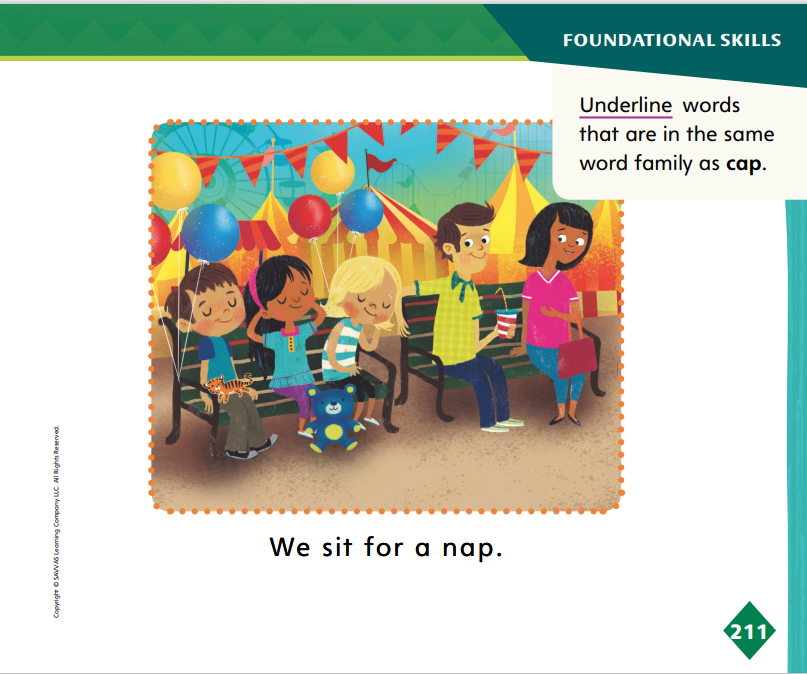 FOUNDATIONAL SKILLS
Underline words
that are in the same
word family as cap.
We sit for a nap.
Copyright © SAVVAS Learning Company LLC. All Rights Reserved.
211